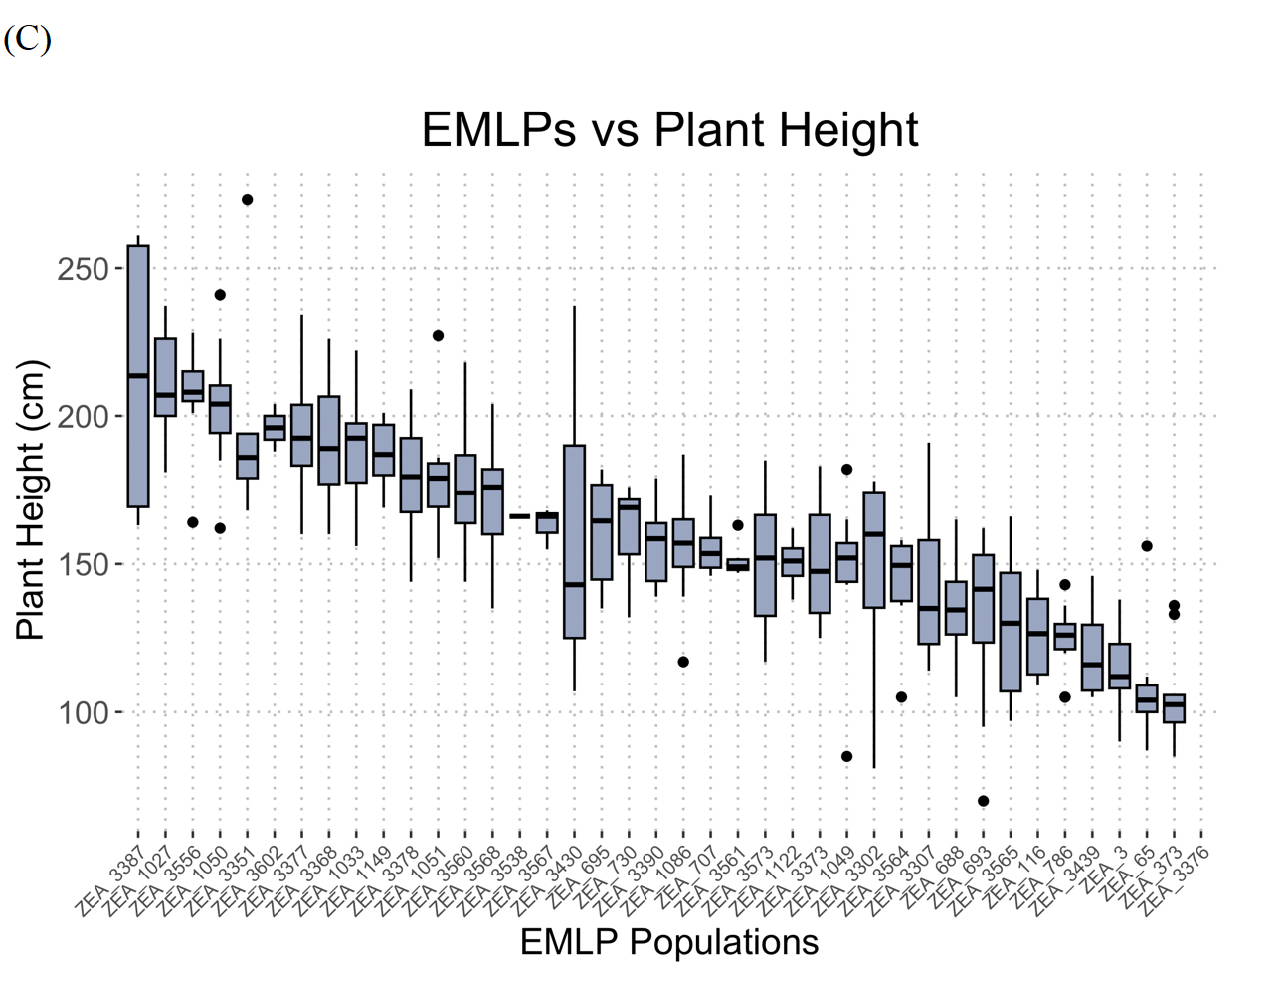 (C)
EMLPs vs Plant Height
Plant Height (cm)
250
200
150
100
ZEA_3387
ZEA_1027
ZEA_3556
ZEA_1050
ZEA_3351
ZEA_3602
ZEA_3377
ZEA_3368
ZEA_1033
ZEA_1149
ZEA_3378
ZEA_1051
ZEA_3560
ZEA_3568
ZEA_3538
ZEA_3567
ZEA_3430
ZEA_695
ZEA_730
ZEA_3390
ZEA_1086
ZEA_707
ZEA_3561
ZEA_3573
ZEA_1122
ZEA_3373
ZEA_1049
ZEA_3302
ZEA_3564
ZEA_3307
ZEA_688
ZEA_693
ZEA_3565
ZEA_116
ZEA_786
ZEA_3439
ZEA_3
ZEA_65
ZEA_373
ZEA_3376
EMLP Populations